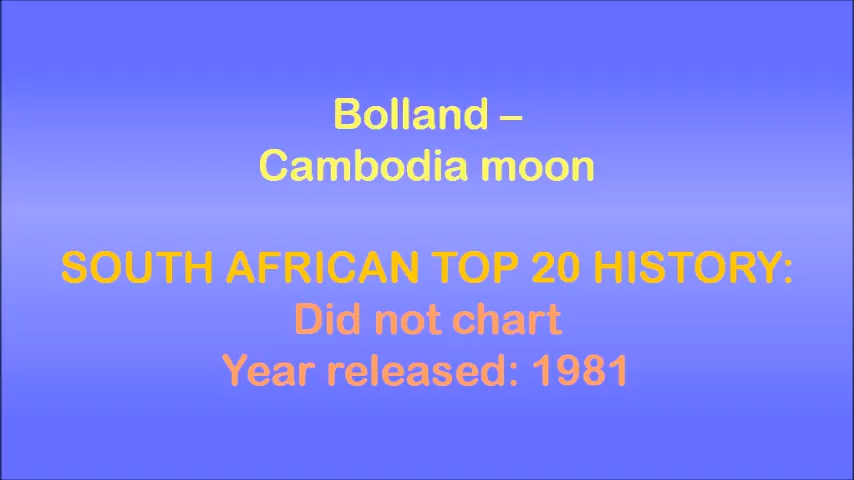 Bolland –
Cambodia moon
SOUTH AFRICAN TOP 20 HISTORY:
Did not chart
Year released: 1981